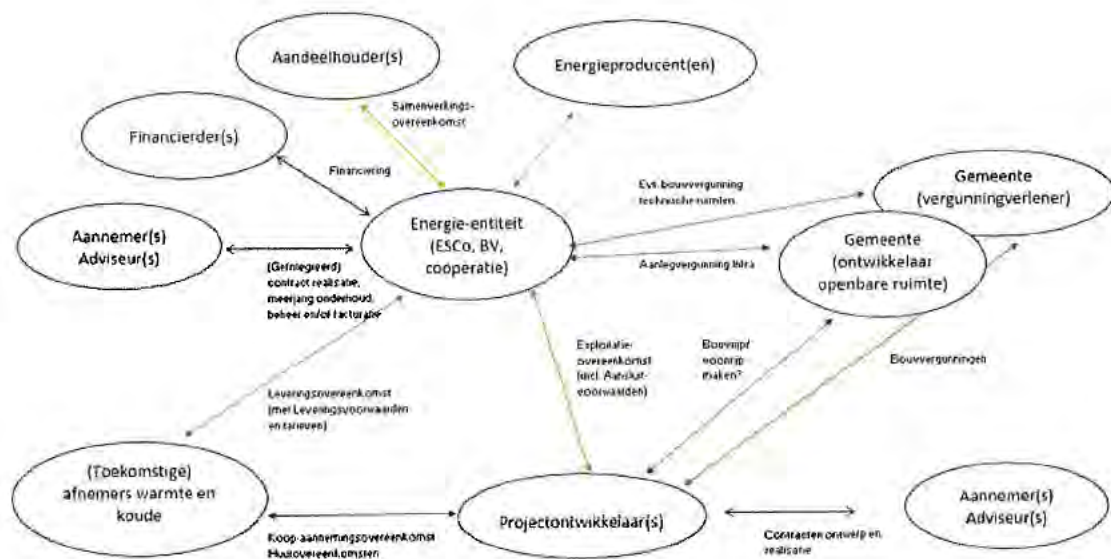 Aandeelhouder(s)
Energieproducent(en)
Samenwerkings-
overeenkomst
Financierder(s)
Financiering
Evt. bouwvergunning
technische ruimten
Gemeente
(vergunningverlener)
Aannemer(s)
Adviseur(s)
Energie-entiteit
(ESCo, BV,
coöperatie)
Gemeente
(ontwikkelaar
openbare ruimte)
Aanlegvergunning Infra
(Geïntegreerd)
contract realisatie,
meerjarig onderhoud,
beheer en/of facturatie
Exploitatie-
overeenkomst
(incl. Aansluit-
voorwaarden)
Bouwrijp/
woonrijp
maken?
Bouwvergunningen
Leveringsovereenkomst
(met Leveringsvoorwaarden
en tarieven)
(Toekomstige)
afnemers warmte en
koude
Projectontwikkelaar(s)
Aannemer(s)
Adviseur(s)
Koop-aannemingsovereenkomst
Huurovereenkomsten
Contracten ontwerp en
realisatie